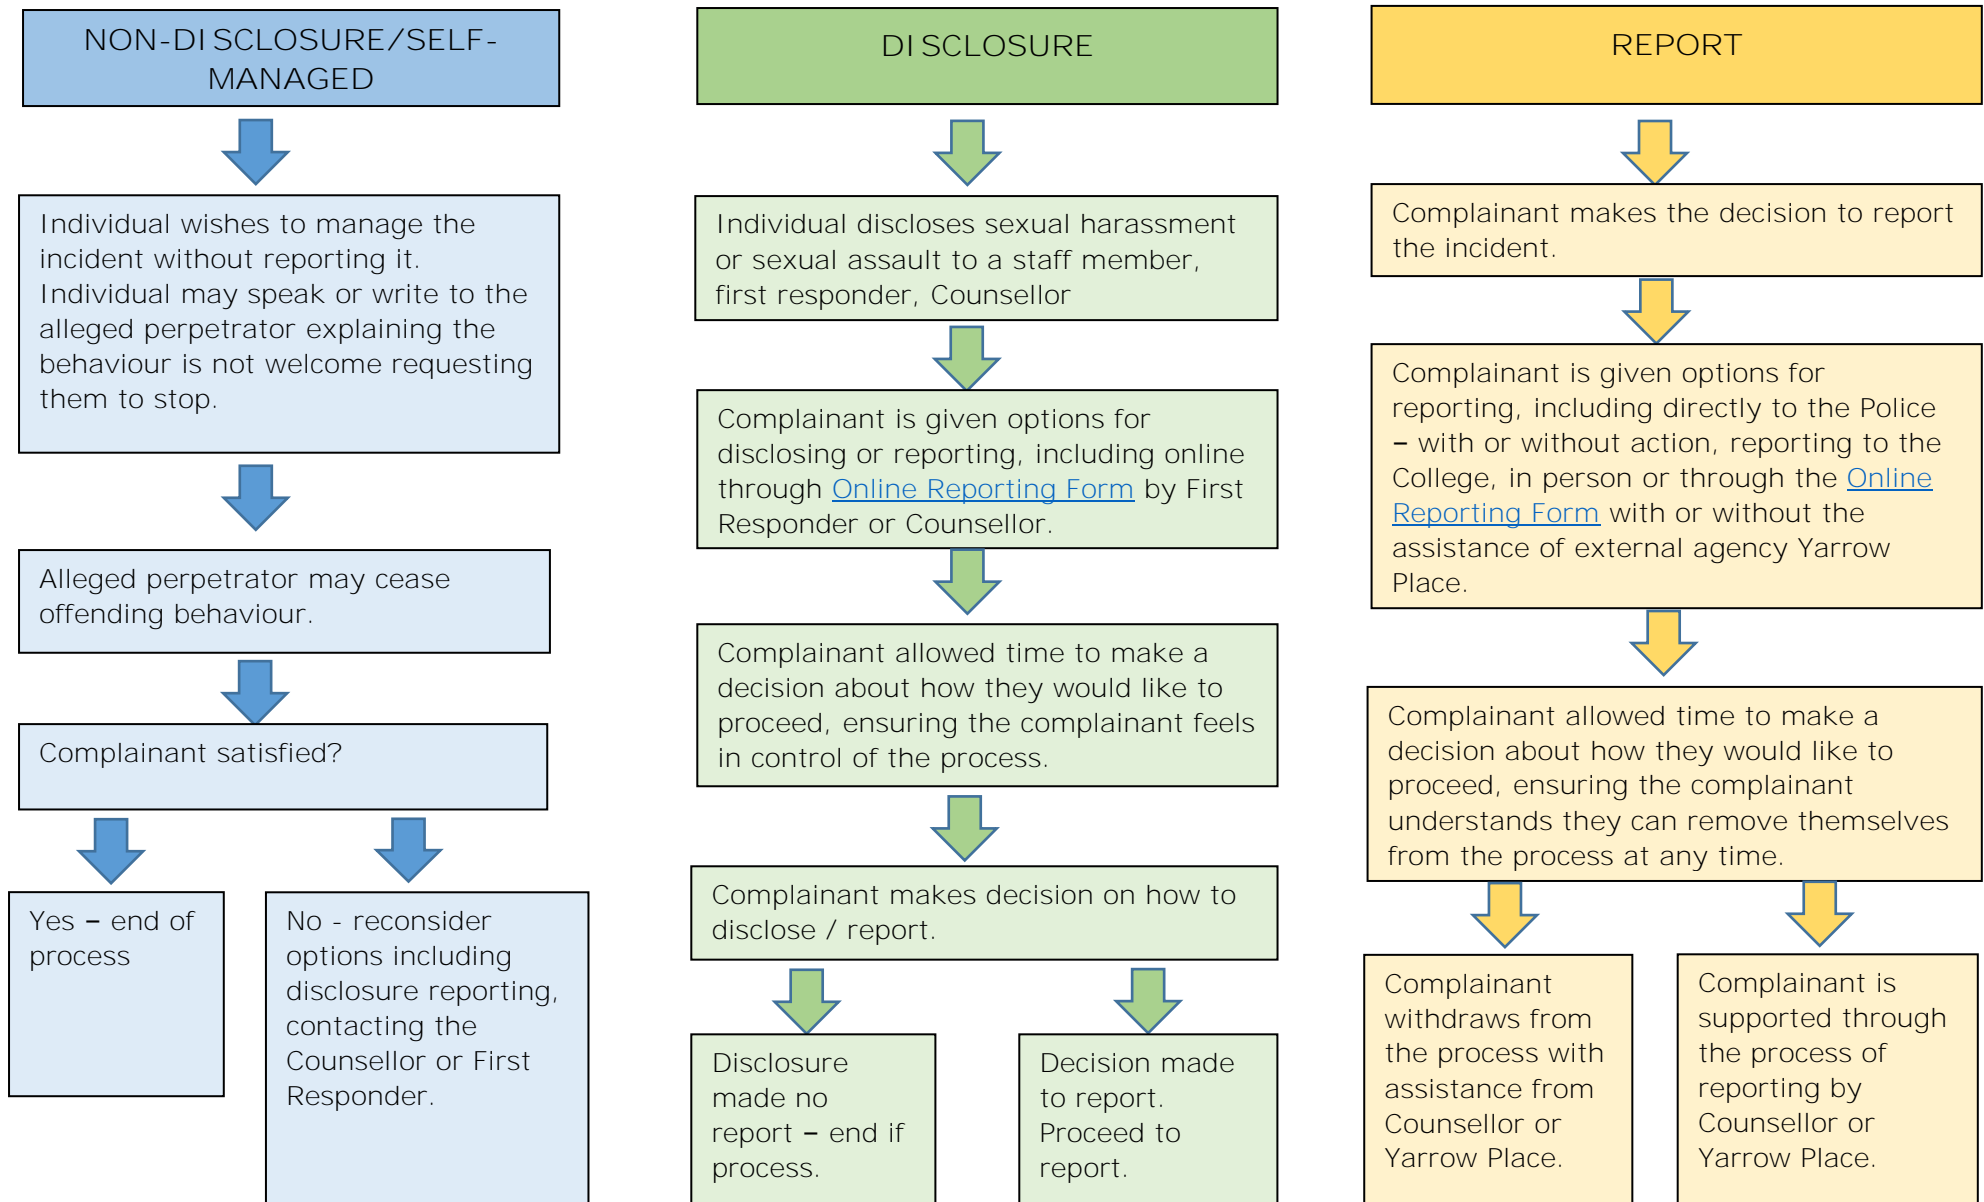 NON-DISCLOSURE/SELF-
MANAGED
Individual wishes to manage the
incident without reporting it.
Individual may speak or write to the
alleged perpetrator explaining the
behaviour is not welcome requesting
them to stop.
Alleged perpetrator may cease
offending behaviour.
Complainant satisfied?
Yes – end of
process
No - reconsider
options including
disclosure reporting,
contacting the
Counsellor or First
Responder.
DISCLOSURE
Individual discloses sexual harassment
or sexual assault to a staff member,
first responder, Counsellor
Complainant is given options for
disclosing or reporting, including online
through Online Reporting Form by First
Responder or Counsellor.
Complainant allowed time to make a
decision about how they would like to
proceed, ensuring the complainant feels
in control of the process.
Complainant makes decision on how to
disclose / report.
Disclosure
made no
report – end if
process.
Decision made
to report.
Proceed to
report.
REPORT
Complainant makes the decision to report
the incident.
Complainant is given options for
reporting, including directly to the Police
– with or without action, reporting to the
College, in person or through the Online
Reporting Form with or without the
assistance of external agency Yarrow
Place.
Complainant allowed time to make a
decision about how they would like to
proceed, ensuring the complainant
understands they can remove themselves
from the process at any time.
Complainant
withdraws from
the process with
assistance from
Counsellor or
Yarrow Place.
Complainant is
supported through
the process of
reporting by
Counsellor or
Yarrow Place.